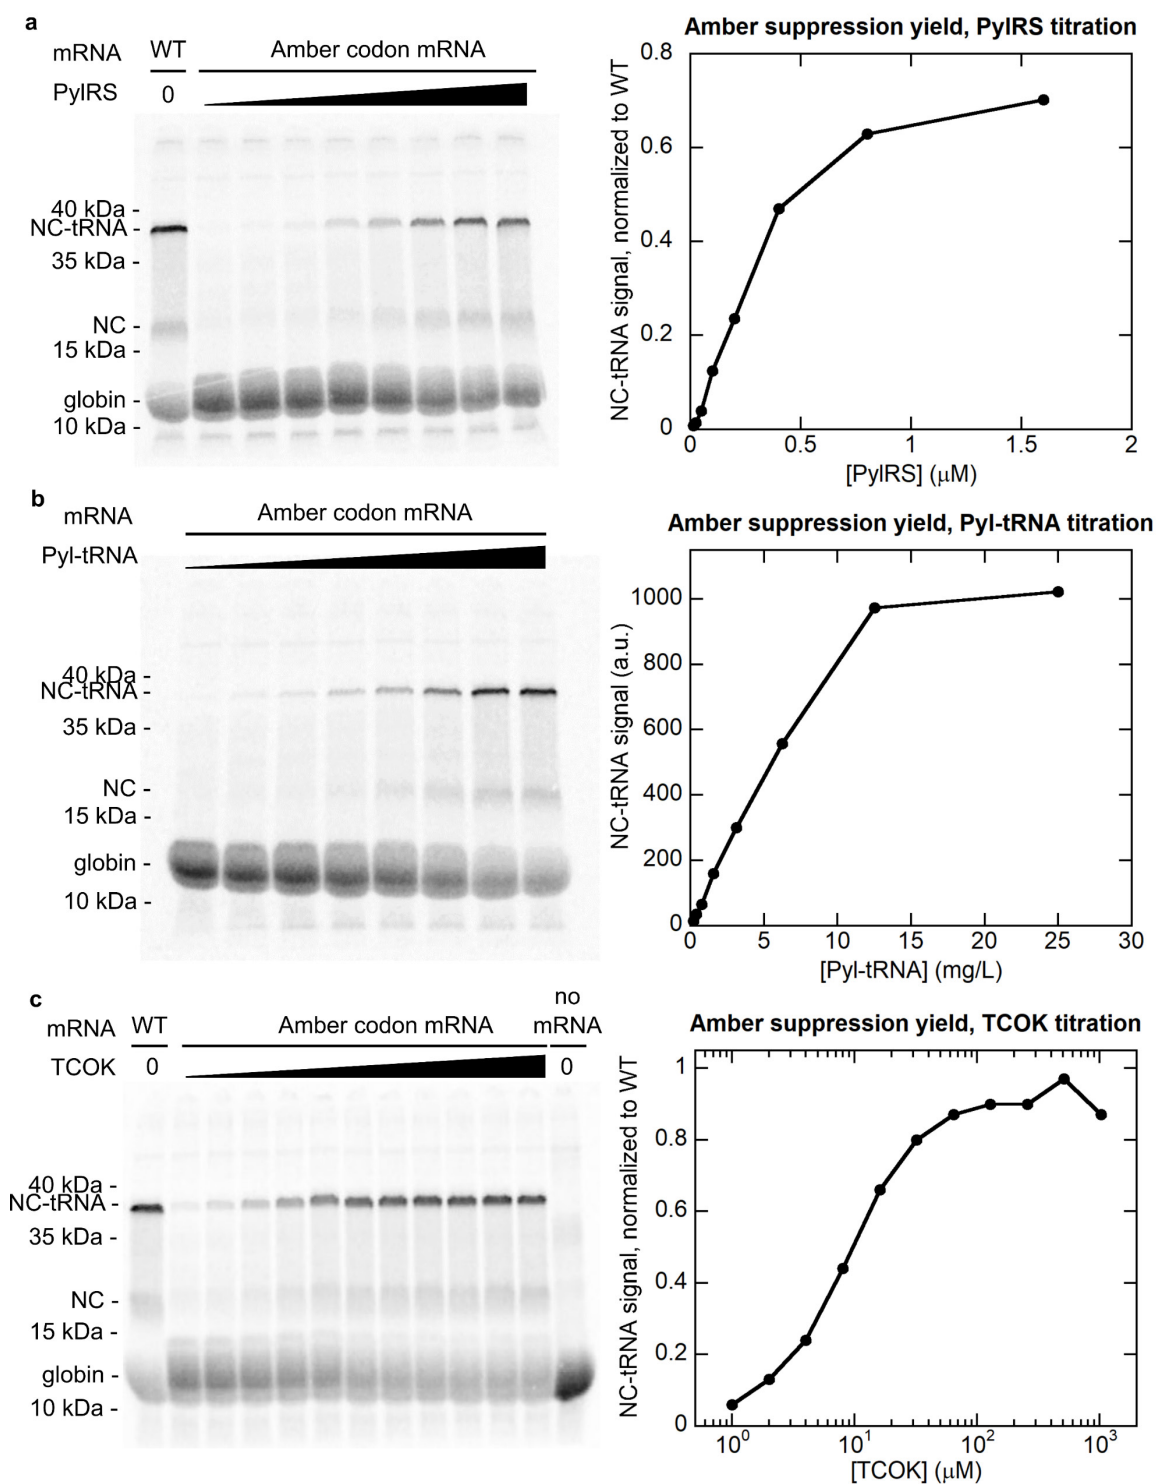 a
mRNA WT Amber codon mRNA
PylRS 0
40 kDa -
NC-tRNA -
35 kDa -
NC -
15 kDa -
globin -
10 kDa -
Amber suppression yield, PylRS titration
NC-tRNA signal, normalized to WT
0.8
0.6
0.4
0.2
0
0 0.5 1 1.5 2
[PylRS] (μM)
b
mRNA Amber codon mRNA
Pyl-tRNA
40 kDa -
NC-tRNA -
35 kDa -
NC -
15 kDa -
globin -
10 kDa -
Amber suppression yield, Pyl-tRNA titration
NC-tRNA signal (a.u.)
1000
800
600
400
200
0
0 5 10 15 20 25 30
[Pyl-tRNA] (mg/L)
c
mRNA WT Amber codon mRNA no mRNA
TCOK 0 0
40 kDa -
NC-tRNA -
35 kDa -
NC -
15 kDa -
globin -
10 kDa -
Amber suppression yield, TCOK titration
NC-tRNA signal, normalized to WT
1
0.8
0.6
0.4
0.2
0
10⁰ 10¹ 10² 10³
[TCOK] (μM)